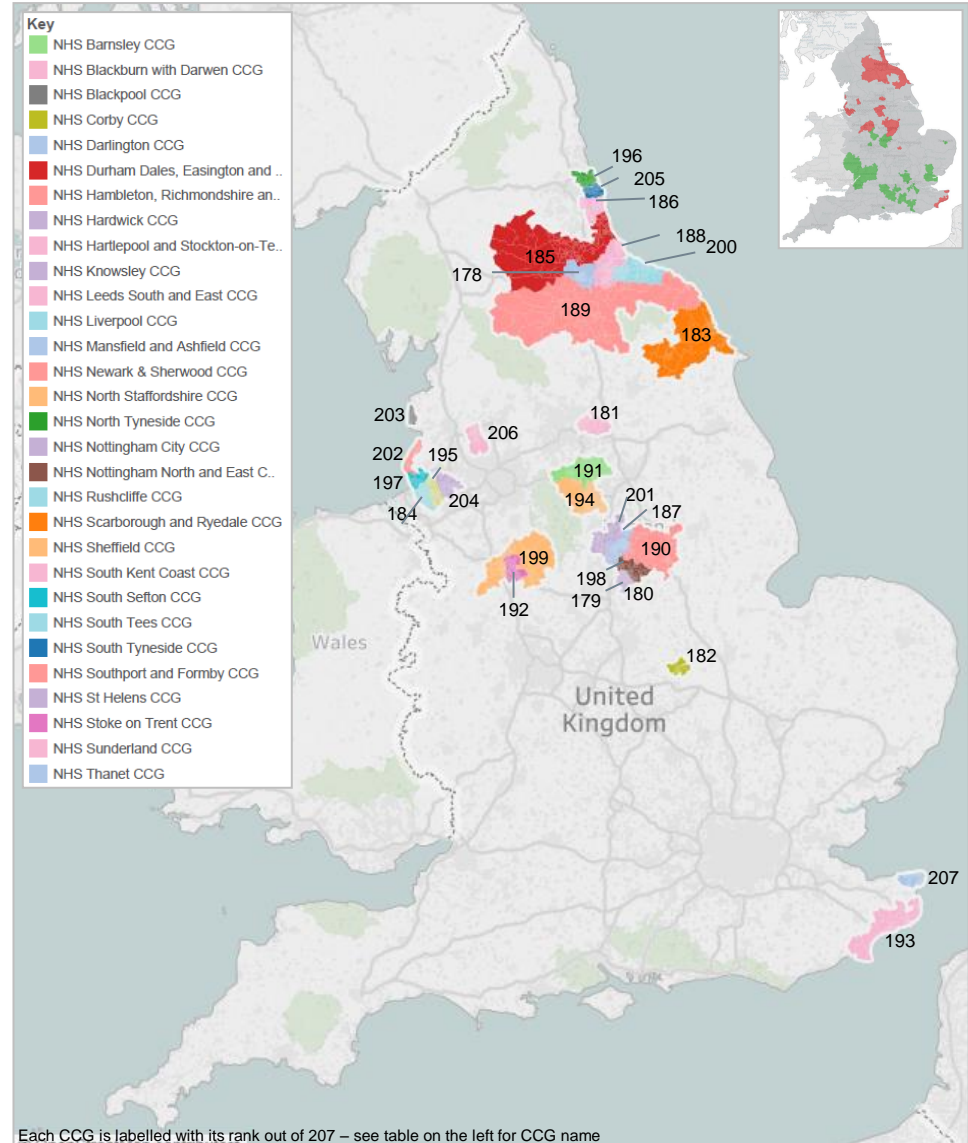 Key
NHS Barnsley CCG
NHS Blackburn with Darwen CCG
NHS Blackpool CCG
NHS Corby CCG
NHS Darlington CCG
NHS Durham Dales, Easington and ..
NHS Hambleton, Richmondshire an..
NHS Hardwick CCG
NHS Hartlepool and Stockton-on-Te..
NHS Knowsley CCG
NHS Leeds South and East CCG
NHS Liverpool CCG
NHS Mansfield and Ashfield CCG
NHS Newark & Sherwood CCG
NHS North Staffordshire CCG
NHS North Tyneside CCG
NHS Nottingham City CCG
NHS Nottingham North and East C..
NHS Rushcliffe CCG
NHS Scarborough and Ryedale CCG
NHS Sheffield CCG
NHS South Kent Coast CCG
NHS South Sefton CCG
NHS South Tees CCG
NHS South Tyneside CCG
NHS Southport and Formby CCG
NHS St Helens CCG
NHS Stoke on Trent CCG
NHS Sunderland CCG
NHS Thanet CCG
196
205
186
188
200
185
178
189
183
203
181
206
202
195
197
191
184
204
194
201
187
190
199
198
192
179
180
182
Wales
United
Kingdom
207
193
Each CCG is labelled with its rank out of 207 – see table on the left for CCG name